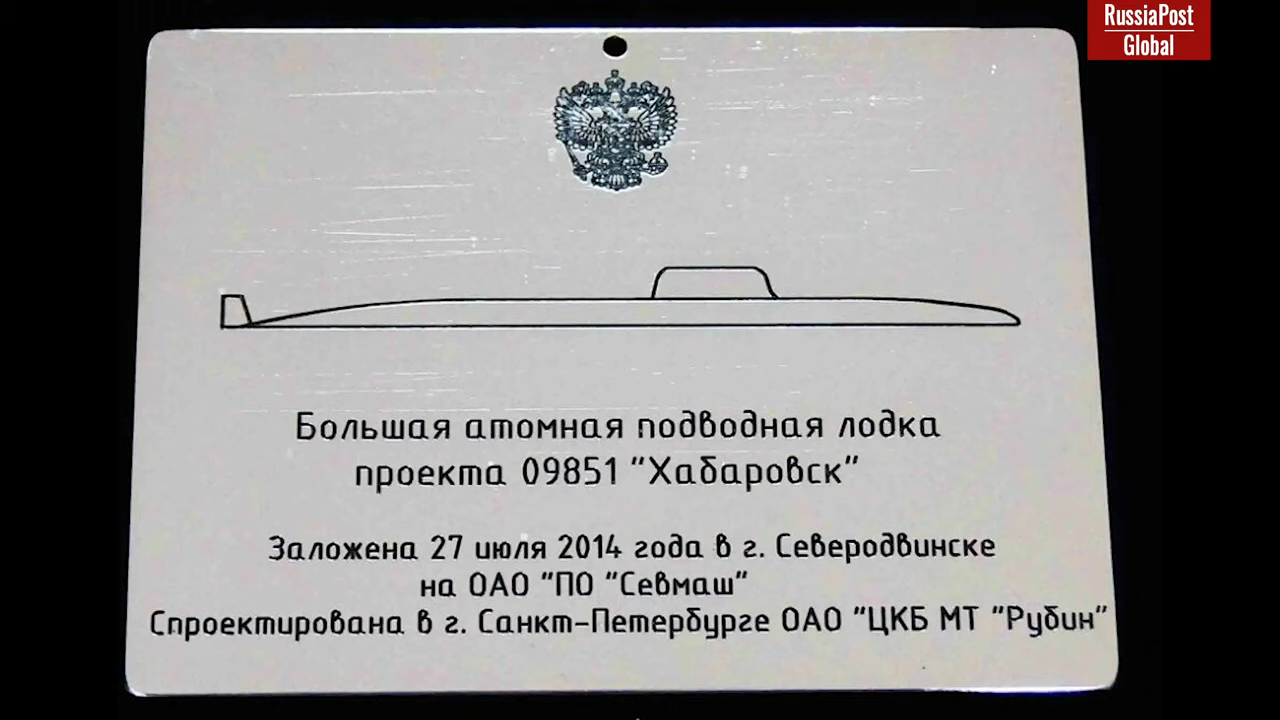 RussiaPost
Global
Большая атомная подводная лодка
проекта 09851 "Хабаровск"
Заложена 27 июля 2014 года в г. Северодвинске
на ОАО "ПО "Севмаш"
Спроектирована в г. Санкт-Петербурге ОАО "ЦКБ МТ "Рубин"